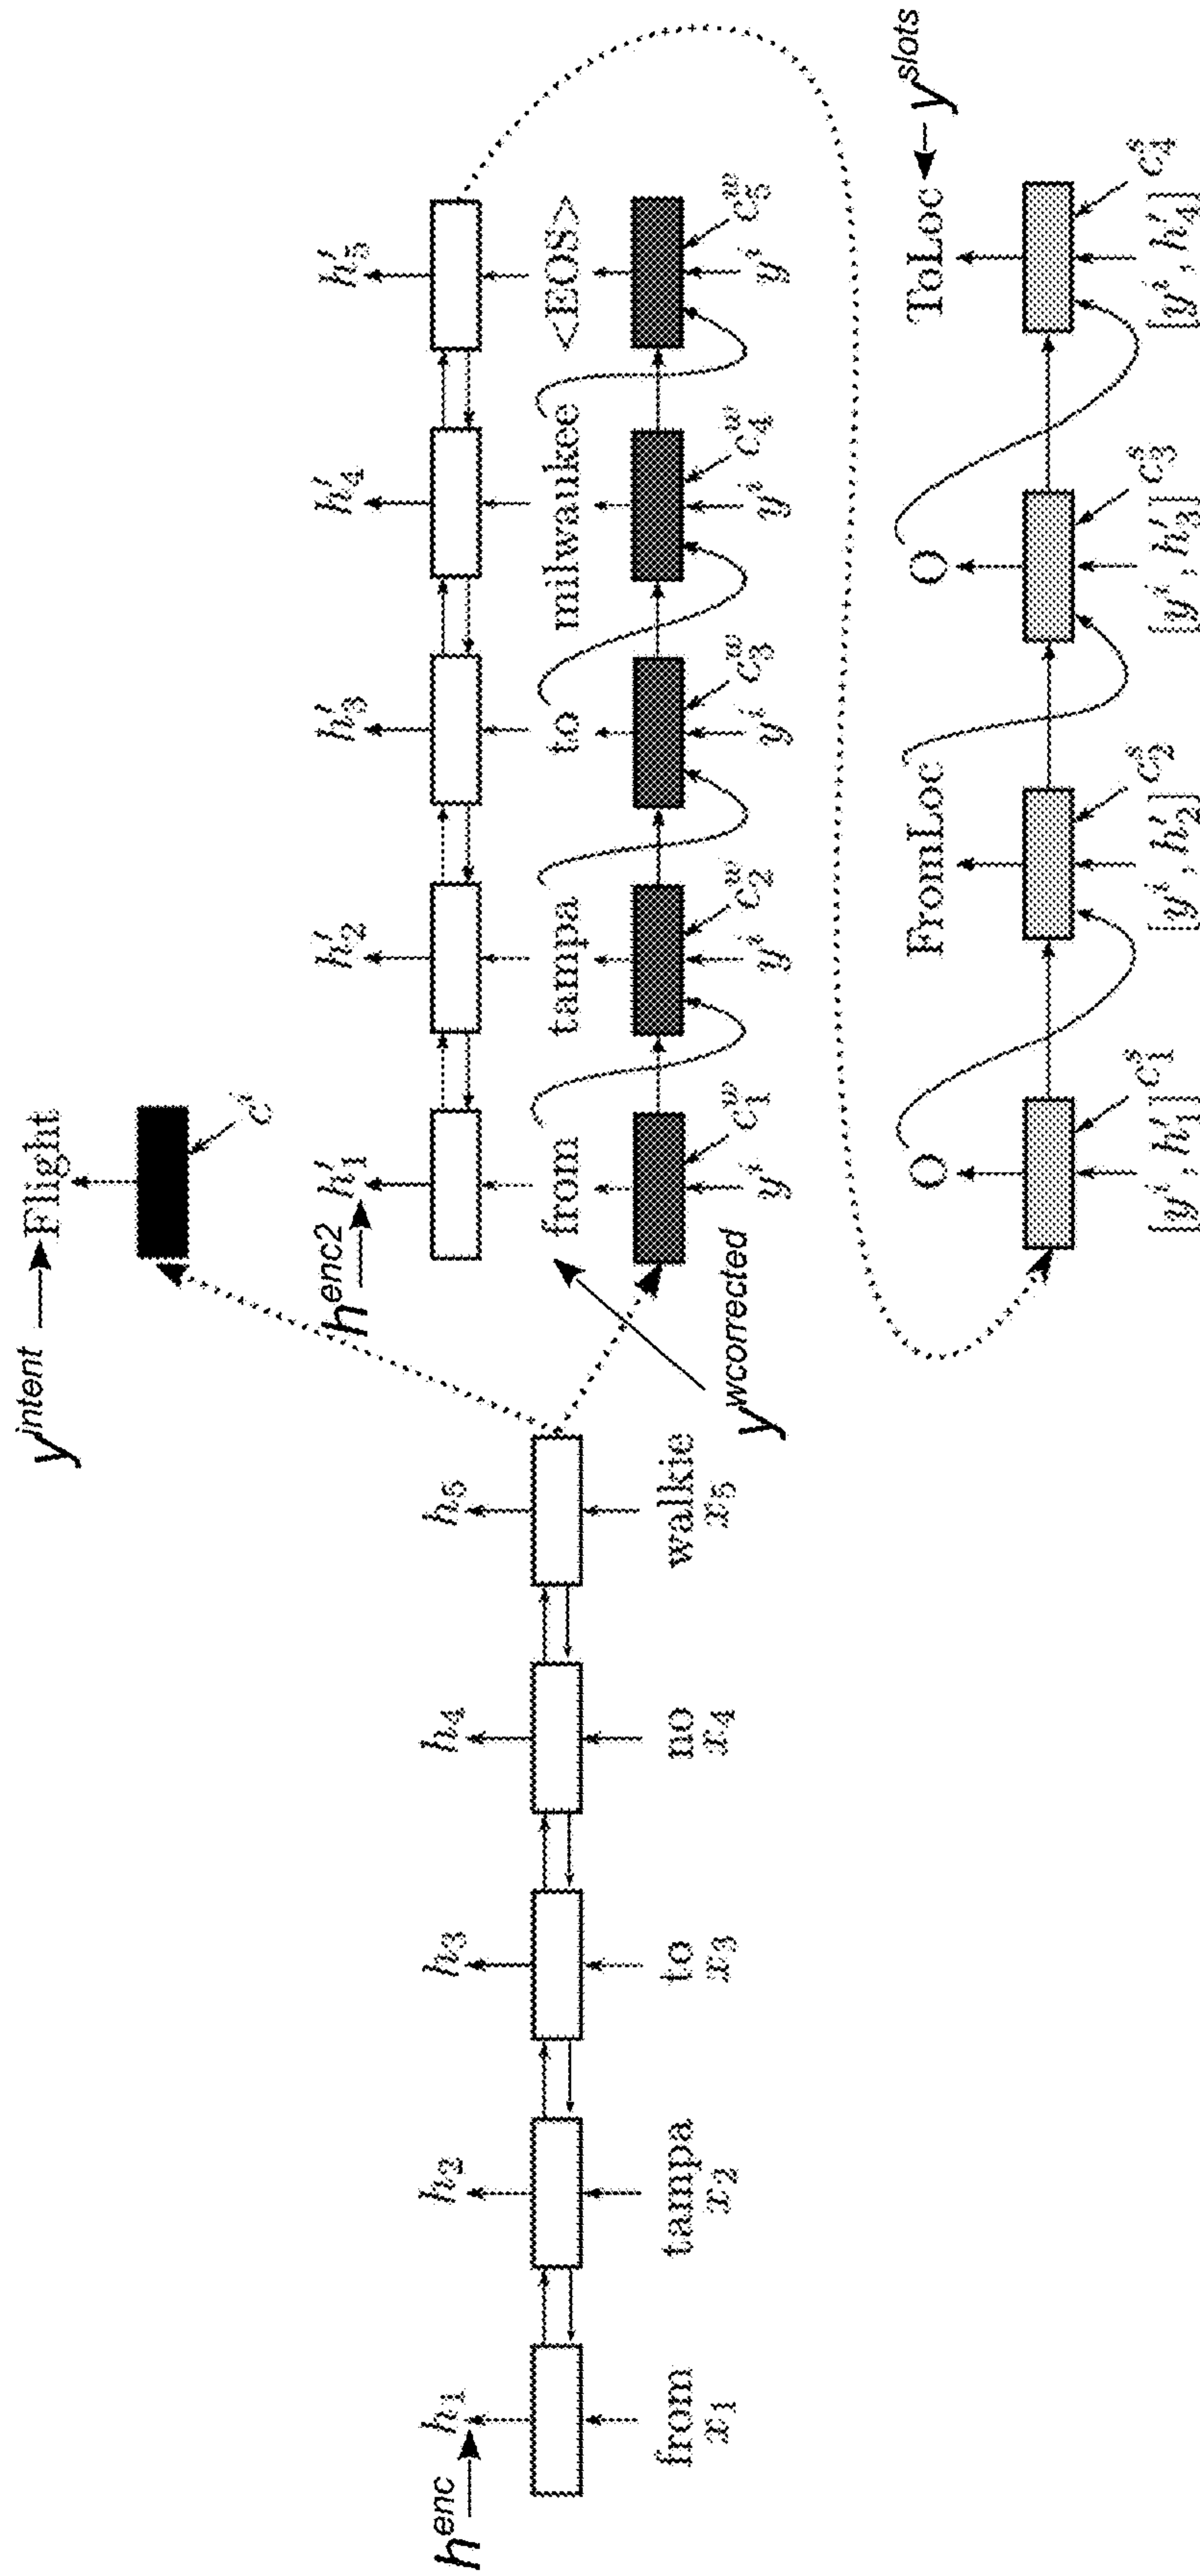 y^intent
Flight
c^i
h^enc2
h'_1 h'_2 h'_3 h'_4 h'_5
from tampa to milwaukee <EOS>
c^w_1 c^w_2 c^w_3 c^w_4 c^w_5
y^i y^i y^i y^i y^i
y^wcorrected
h^enc
h_1 h_2 h_3 h_4 h_5
from tampa to no walkie
x_1 x_2 x_3 x_4 x_5
O FromLoc O ToLoc
y^slots
c^s_1 c^s_2 c^s_3 c^s_4
[y^i, h'_1] [y^i, h'_2] [y^i, h'_3] [y^i, h'_4]